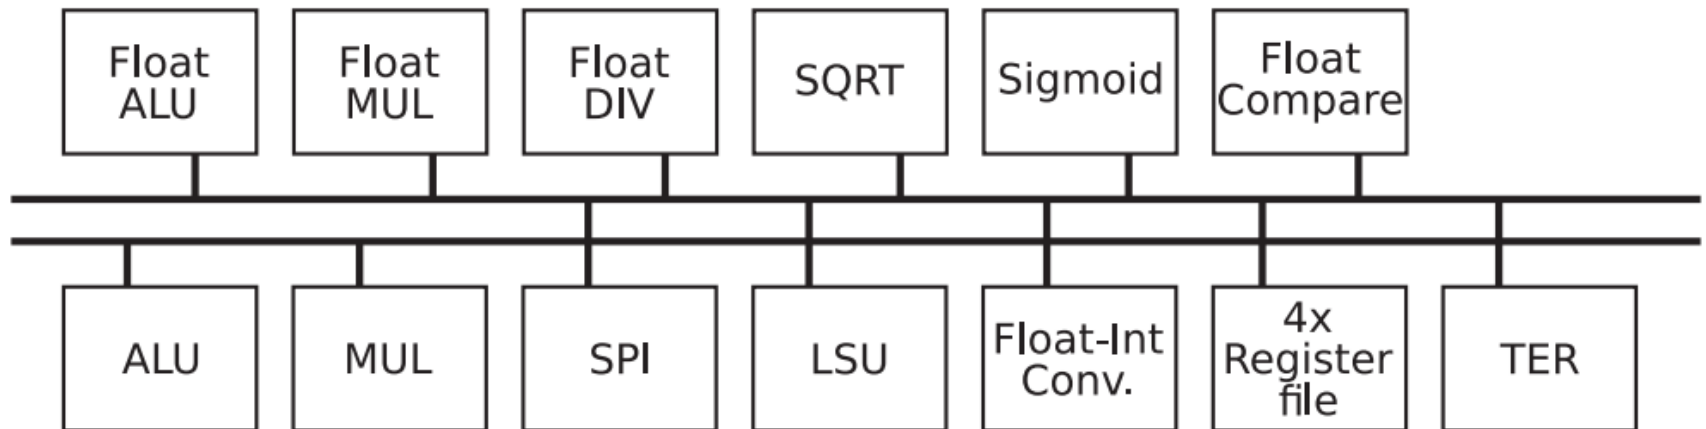 Float
ALU
Float
MUL
Float
DIV
SQRT
Sigmoid
Float
Compare
ALU
MUL
SPI
LSU
Float-Int
Conv.
4x
Register
file
TER